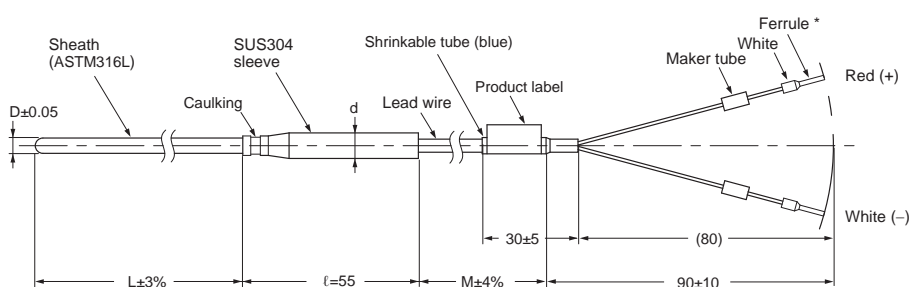 Ferrule *
Sheath
(ASTM316L)
SUS304
sleeve
Shrinkable tube (blue)
White
Maker tube
Red (+)
Product label
D±0.05
Caulking
d
Lead wire
White (−)
30±5
(80)
L±3%
ℓ=55
M±4%
90±10